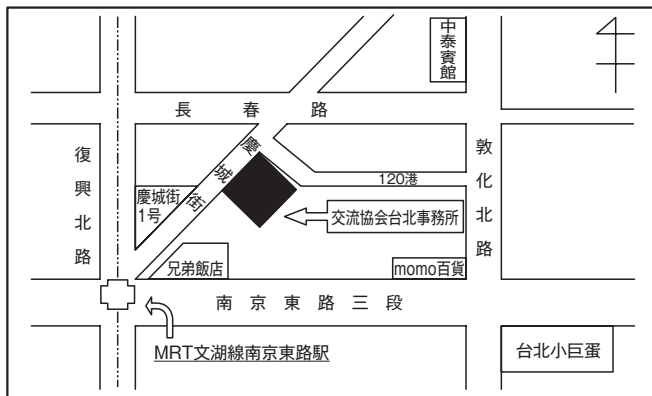 中泰賓館
長春路
復興北路
慶城街
120港
敦化北路
慶城街
1号
交流協会台北事務所
兄弟飯店
momo百貨
南京東路三段
MRT文湖線南京東路駅
台北小巨蛋